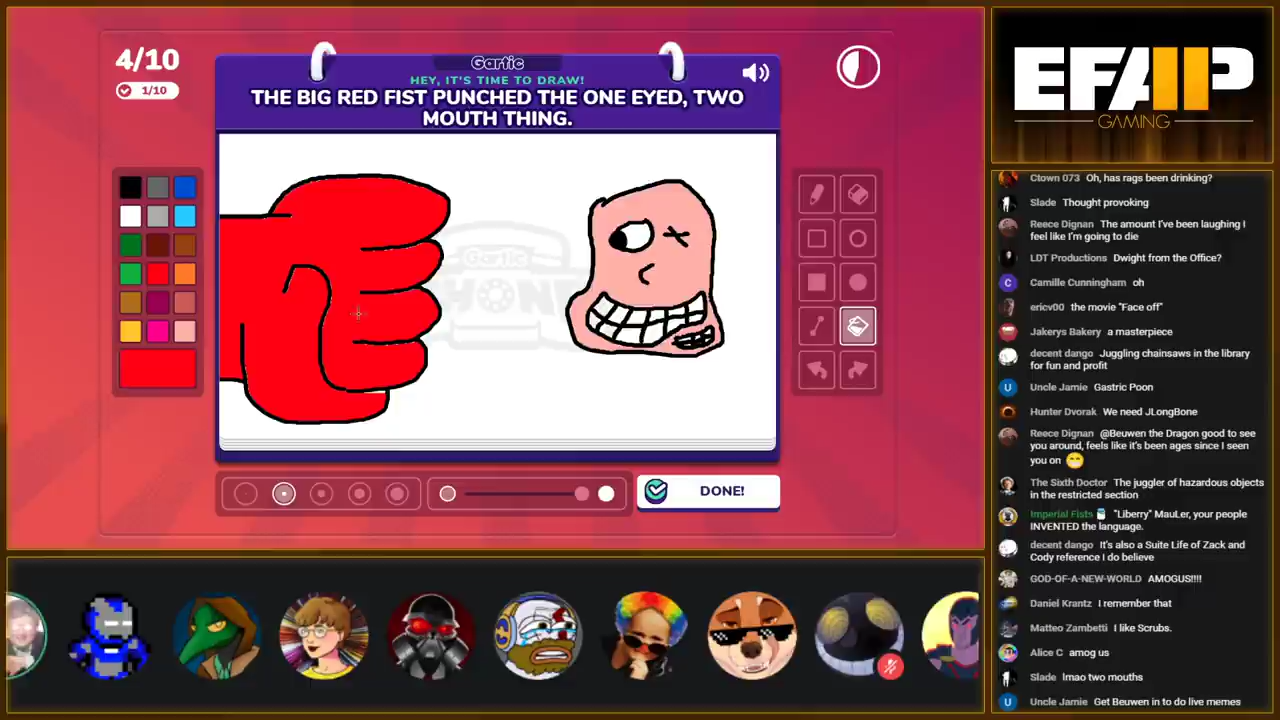 4/10
1/10
Gartic
HEY, IT'S TIME TO DRAW!
THE BIG RED FIST PUNCHED THE ONE EYED, TWO
MOUTH THING.
Gartic
PHONE
DONE!
EFAP
GAMING
Ctown 073 Oh, has rags been drinking?
Slade Thought provoking
Reece Dignan The amount I've been laughing I
feel like I'm going to die
LDT Productions Dwight from the Office?
C Camille Cunningham oh
ericv00 the movie "Face off"
Jakerys Bakery a masterpiece
decent dango Juggling chainsaws in the library
for fun and profit
U Uncle Jamie Gastric Poon
Hunter Dvorak We need JLongBone
Reece Dignan @Beuwen the Dragon good to see
you around, feels like it's been ages since I seen
you on 😁
The Sixth Doctor The juggler of hazardous objects
in the restricted section
Imperial Fists "Liberry" MauLer, your people
INVENTED the language.
decent dango It's also a Suite Life of Zack and
Cody reference I do believe
GOD-OF-A-NEW-WORLD AMOGUS!!!!
Daniel Krantz I remember that
Matteo Zambetti I like Scrubs.
Alice C amog us
Slade lmao two mouths
U Uncle Jamie Get Beuwen in to do live memes